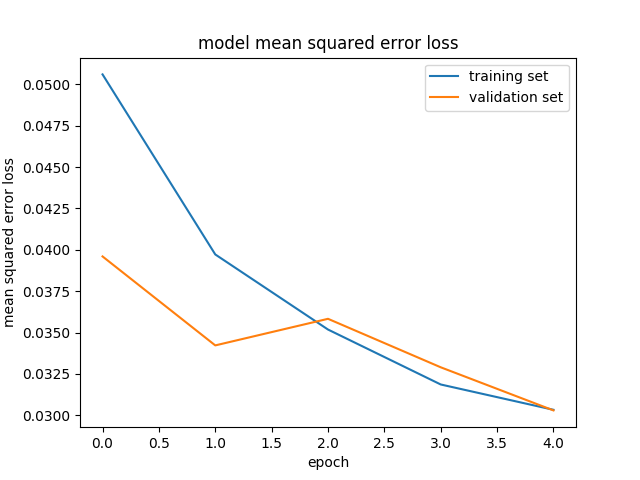 model mean squared error loss
training set
validation set
0.0500
0.0475
0.0450
0.0425
0.0400
0.0375
0.0350
0.0325
0.0300
mean squared error loss
0.0 0.5 1.0 1.5 2.0 2.5 3.0 3.5 4.0
epoch